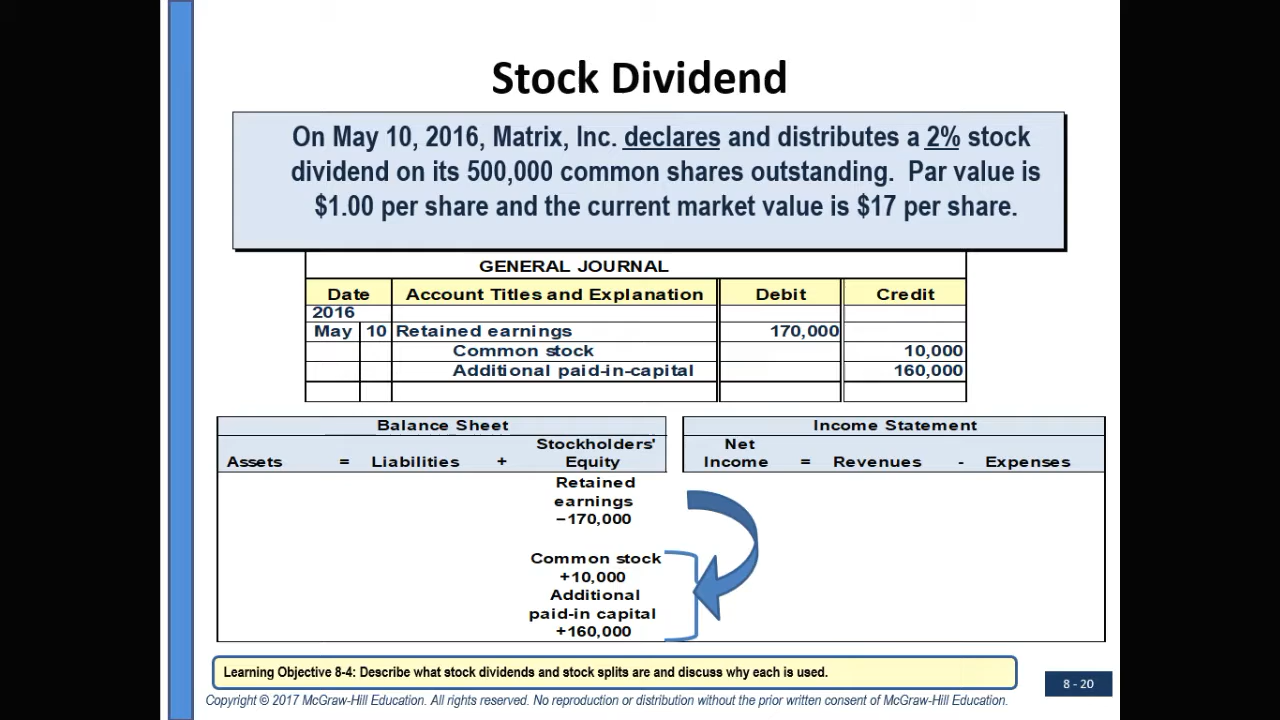 Stock Dividend
On May 10, 2016, Matrix, Inc. declares and distributes a 2% stock
dividend on its 500,000 common shares outstanding. Par value is
$1.00 per share and the current market value is $17 per share.
GENERAL JOURNAL
Date Account Titles and Explanation Debit Credit
2016
May 10 Retained earnings 170,000
Common stock 10,000
Additional paid-in-capital 160,000
Balance Sheet
Assets = Liabilities + Stockholders' Equity
Income Statement
Net Income = Revenues - Expenses
Retained
earnings
−170,000
Common stock
+10,000
Additional
paid-in capital
+160,000
Learning Objective 8-4: Describe what stock dividends and stock splits are and discuss why each is used.
Copyright © 2017 McGraw-Hill Education. All rights reserved. No reproduction or distribution without the prior written consent of McGraw-Hill Education.
8 - 20